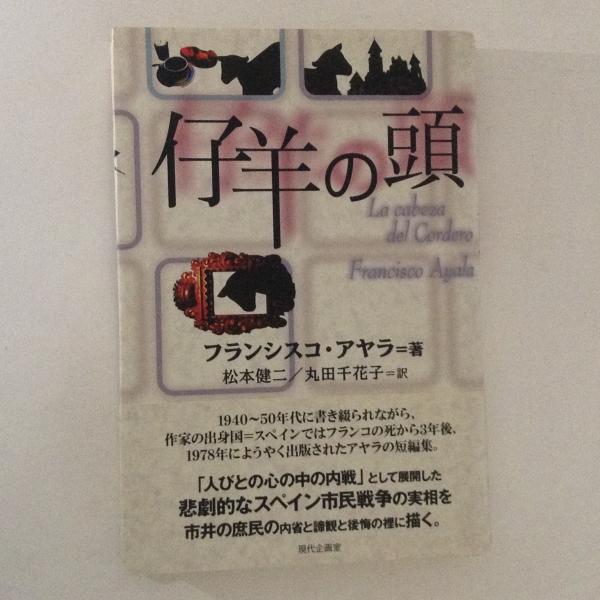 仔羊の頭
La cabeza
del Cordero
Francisco Ayala
フランシスコ・アヤラ=著
松本健二／丸田千花子=訳
1940〜50年代に書き綴られながら、
作家の出身国=スペインではフランコの死から3年後、
1978年にようやく出版されたアヤラの短編集。
「人びとの心の中の内戦」として展開した
悲劇的なスペイン市民戦争の実相を
市井の庶民の内省と諦観と後悔の裡に描く。
現代企画室